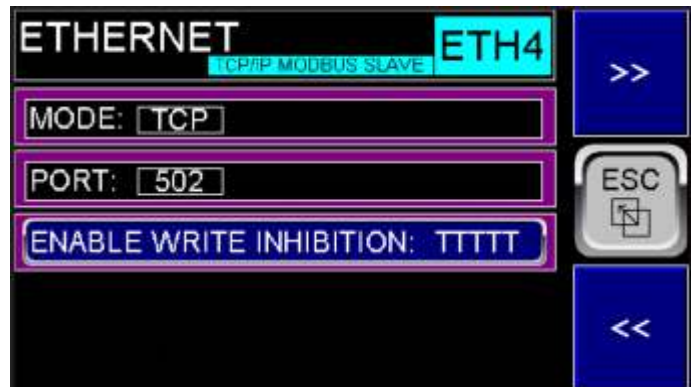 ETHERNET
TCP/IP MODBUS SLAVE
ETH4
>>
MODE: TCP
PORT: 502
ESC
ENABLE WRITE INHIBITION: TTTTT
<<